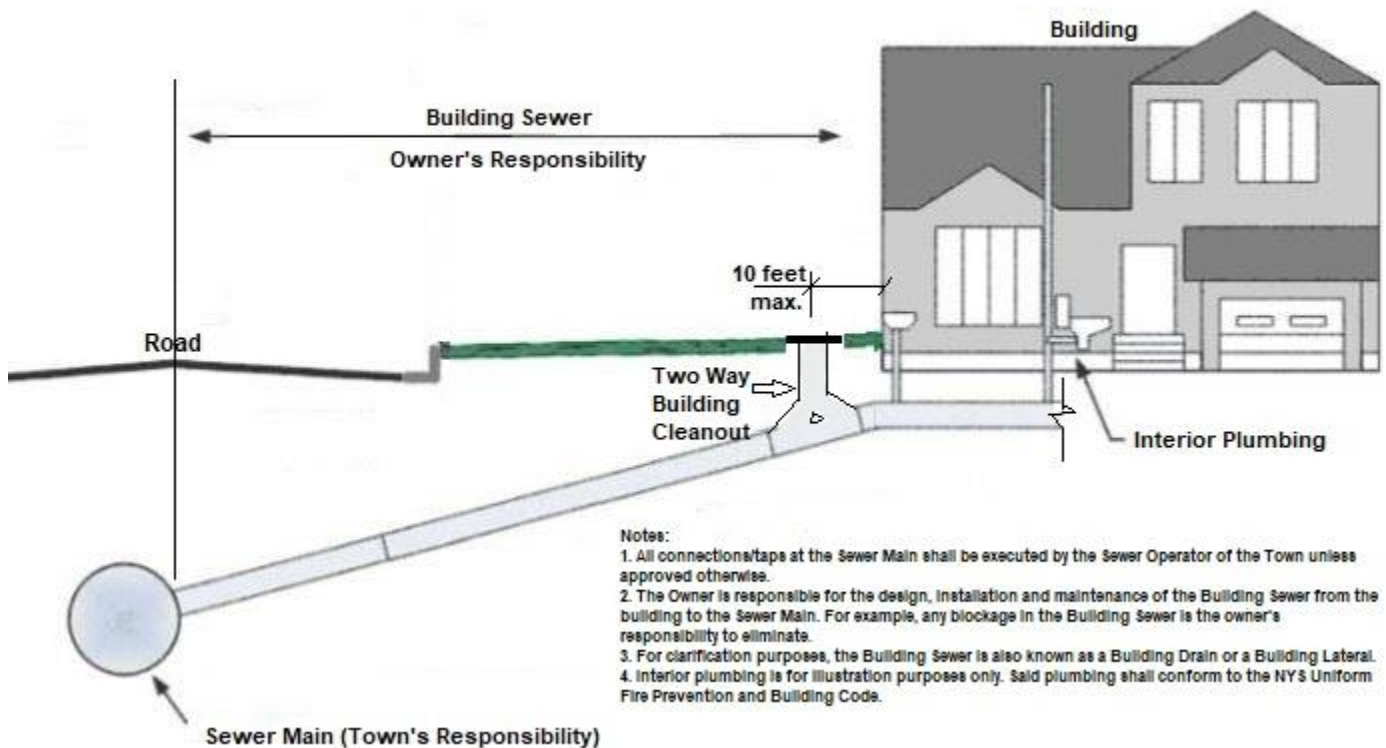 Building
Building Sewer
Owner's Responsibility
10 feet
max.
Road
Two Way
Building
Cleanout
Interior Plumbing
Notes:
1. All connections/taps at the Sewer Main shall be executed by the Sewer Operator of the Town unless
approved otherwise.
2. The Owner is responsible for the design, installation and maintenance of the Building Sewer from the
building to the Sewer Main. For example, any blockage in the Building Sewer is the owner's
responsibility to eliminate.
3. For clarification purposes, the Building Sewer is also known as a Building Drain or a Building Lateral.
4. Interior plumbing is for illustration purposes only. Said plumbing shall conform to the NYS Uniform
Fire Prevention and Building Code.
Sewer Main (Town's Responsibility)